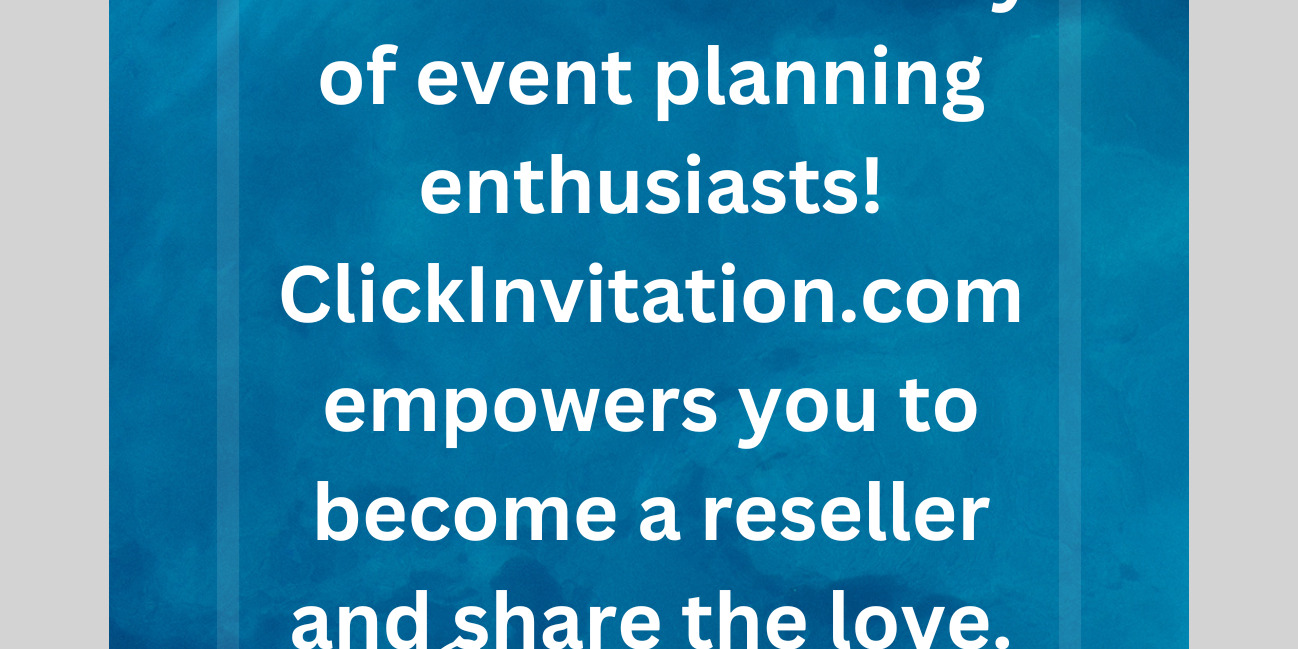 of event planning
enthusiasts!
ClickInvitation.com
empowers you to
become a reseller
and share the love.